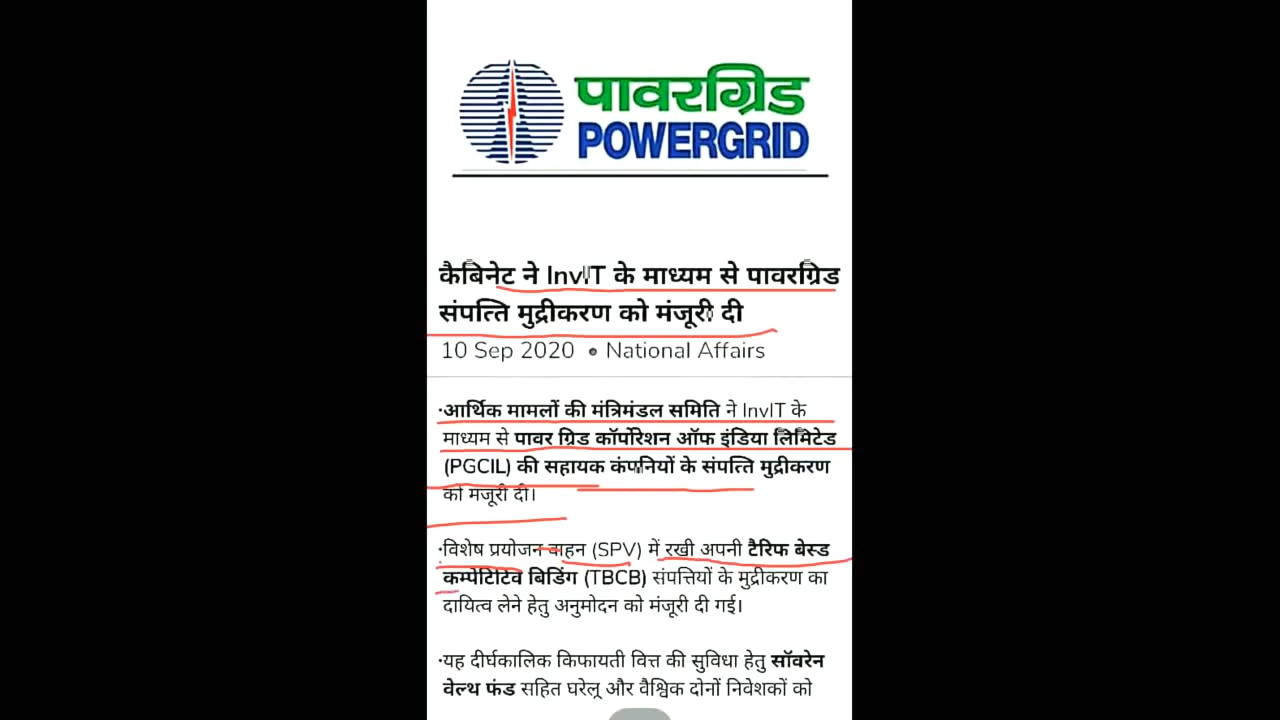 पावरग्रिड
POWERGRID
कैबिनेट ने InvIT के माध्यम से पावरग्रिड
संपत्ति मुद्रीकरण को मंजूरी दी
10 Sep 2020 • National Affairs
·आर्थिक मामलों की मंत्रिमंडल समिति ने InvIT के
माध्यम से पावर ग्रिड कॉर्पोरेशन ऑफ इंडिया लिमिटेड
(PGCIL) की सहायक कंपनियों के संपत्ति मुद्रीकरण
को मंजूरी दी।
·विशेष प्रयोजन वाहन (SPV) में रखी अपनी टैरिफ बेस्ड
कम्पेटिटिव बिडिंग (TBCB) संपत्तियों के मुद्रीकरण का
दायित्व लेने हेतु अनुमोदन को मंजूरी दी गई।
·यह दीर्घकालिक किफायती वित्त की सुविधा हेतु सॉवरेन
वेल्थ फंड सहित घरेलू और वैश्विक दोनों निवेशकों को